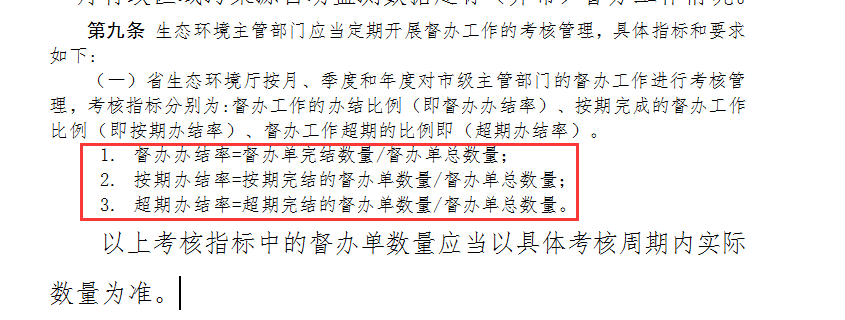 第九条 生态环境主管部门应当定期开展督办工作的考核管理，具体指标和要求
如下：
（一）省生态环境厅按月、季度和年度对市级主管部门的督办工作进行考核管
理，考核指标分别为:督办工作的办结比例（即督办办结率）、按期完成的督办工作
比例（即按期办结率）、督办工作超期的比例即（超期办结率）。
1. 督办办结率=督办单完结数量/督办单总数量；
2. 按期办结率=按期完结的督办单数量/督办单总数量；
3. 超期办结率=超期完结的督办单数量/督办单总数量。
以上考核指标中的督办单数量应当以具体考核周期内实际
数量为准。